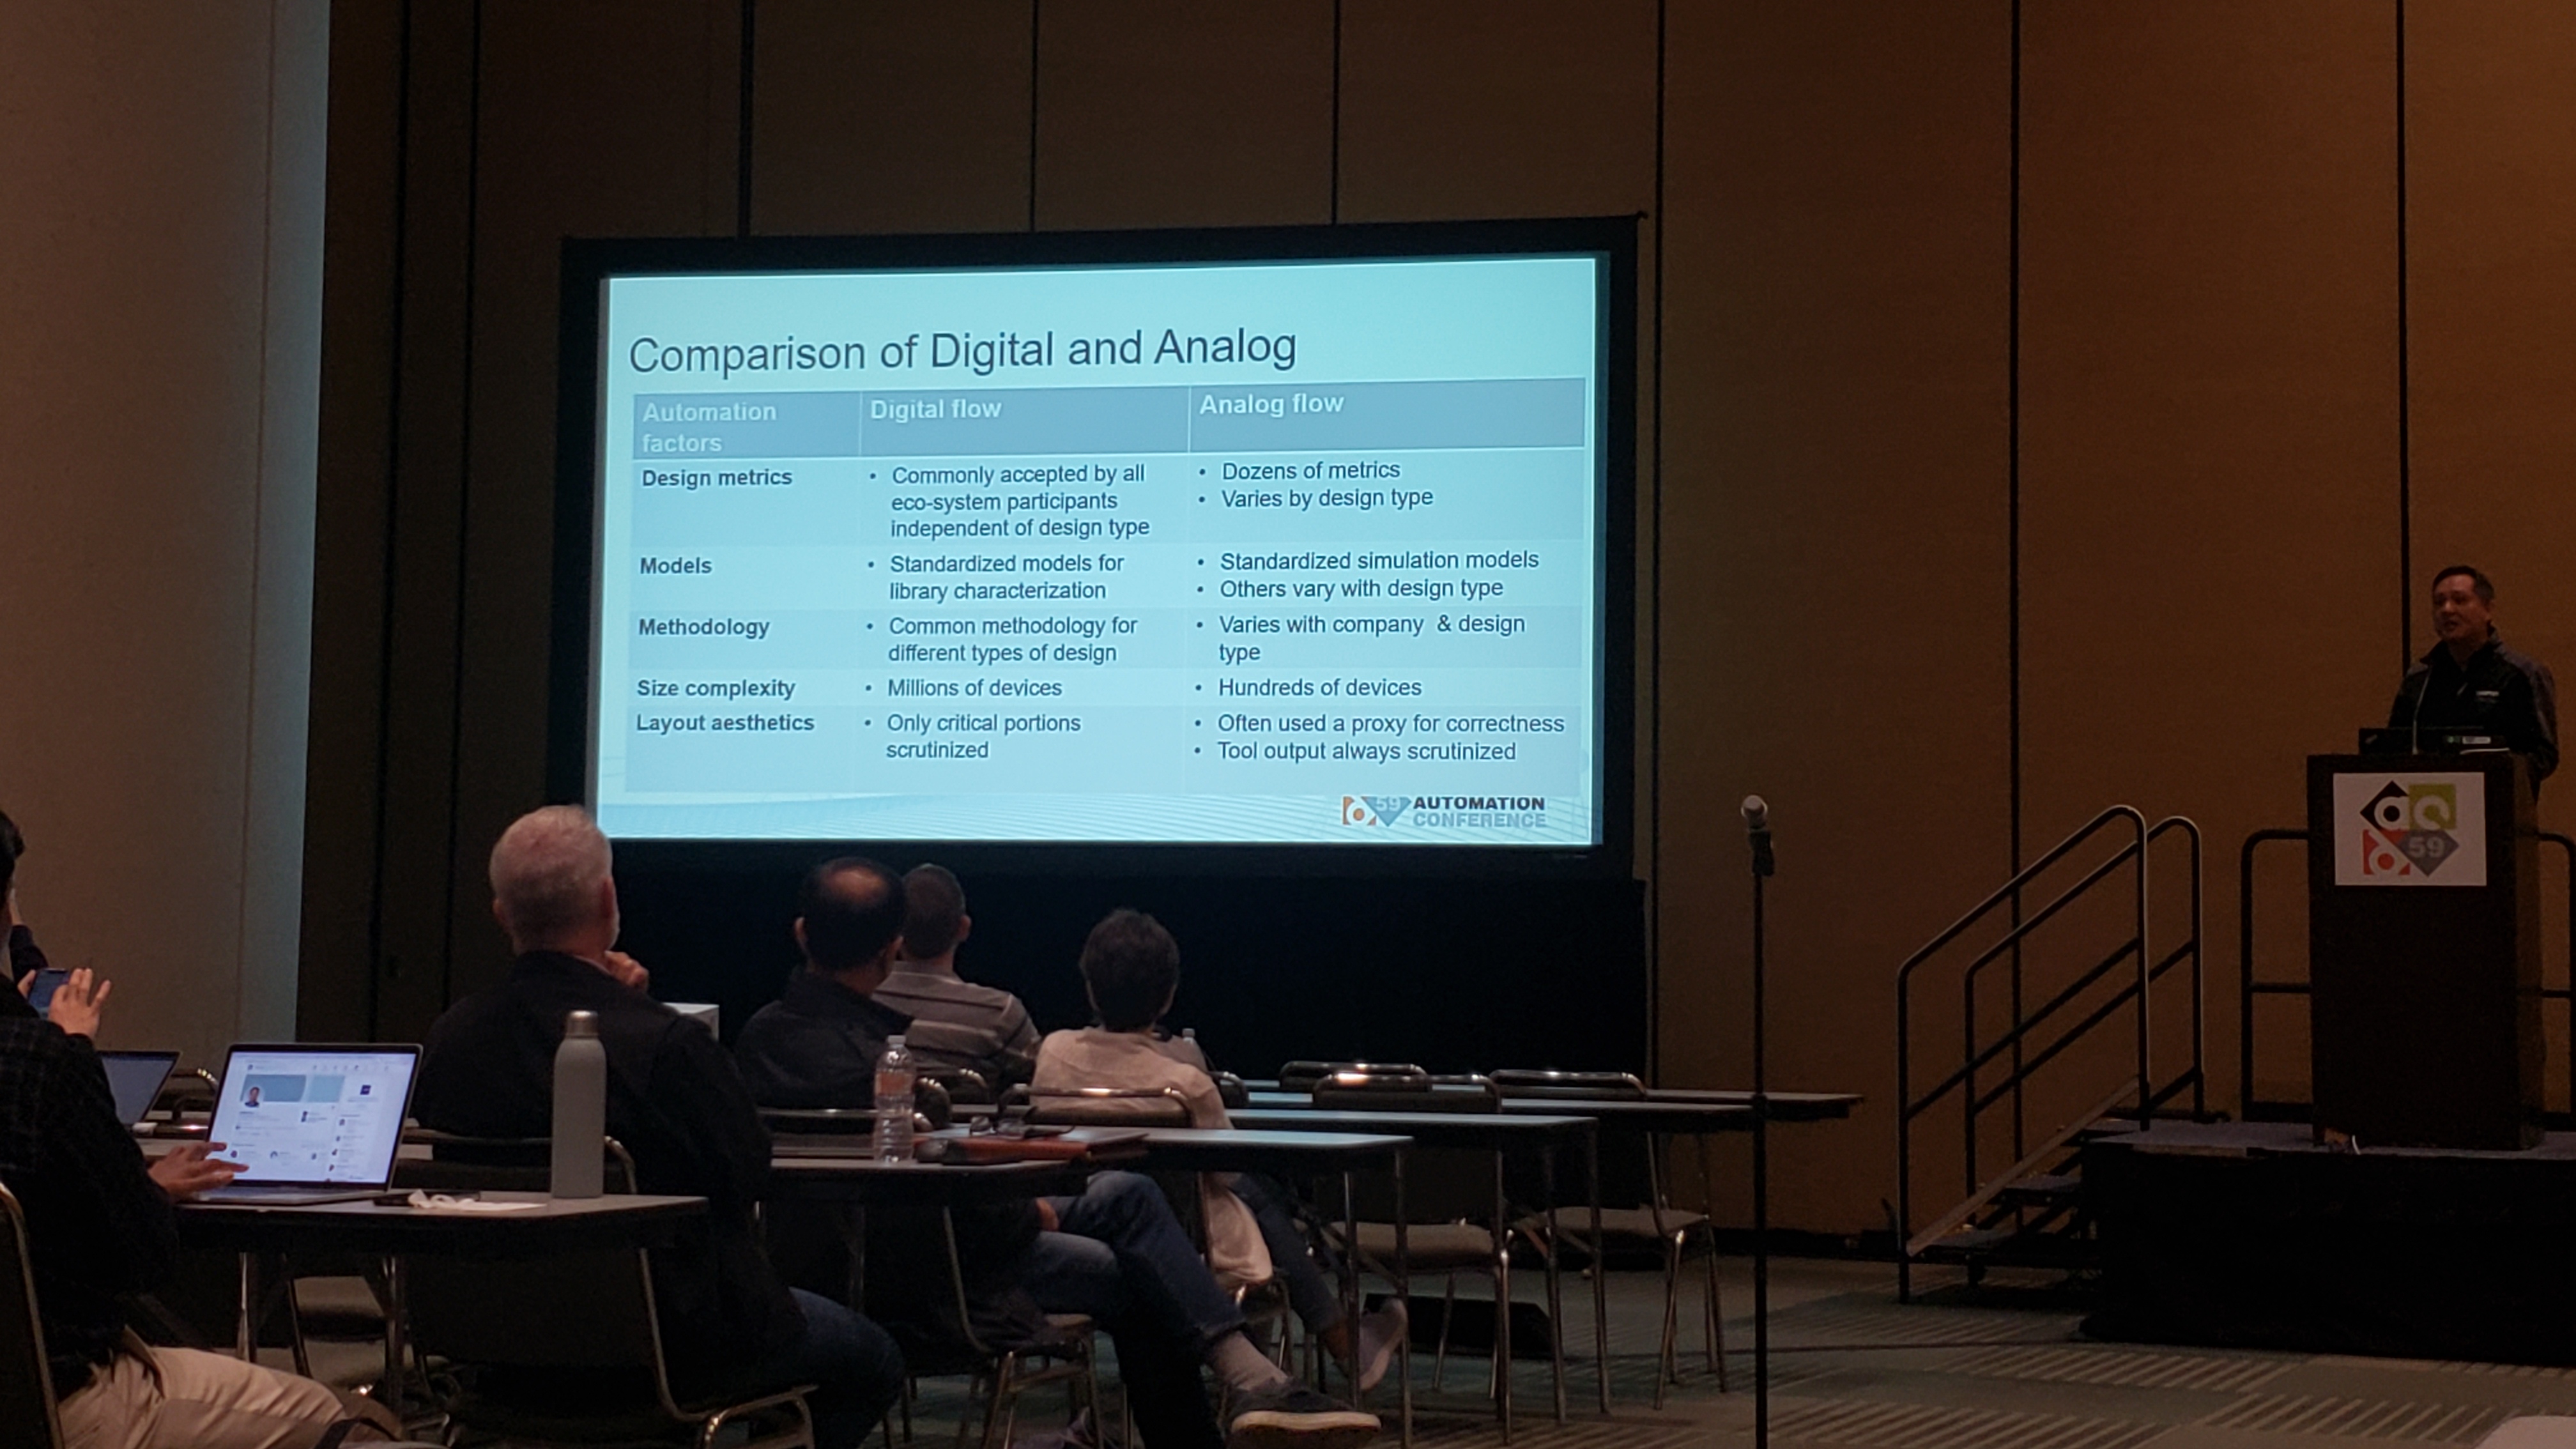 Comparison of Digital and Analog
Automation
factors
Digital flow
Analog flow
Design metrics
• Commonly accepted by all
eco-system participants
independent of design type
• Dozens of metrics
• Varies by design type
Models
• Standardized models for
library characterization
• Standardized simulation models
• Others vary with design type
Methodology
• Common methodology for
different types of design
• Varies with company & design
type
Size complexity
• Millions of devices
• Hundreds of devices
Layout aesthetics
• Only critical portions
scrutinized
• Often used a proxy for correctness
• Tool output always scrutinized
59 AUTOMATION
CONFERENCE
59